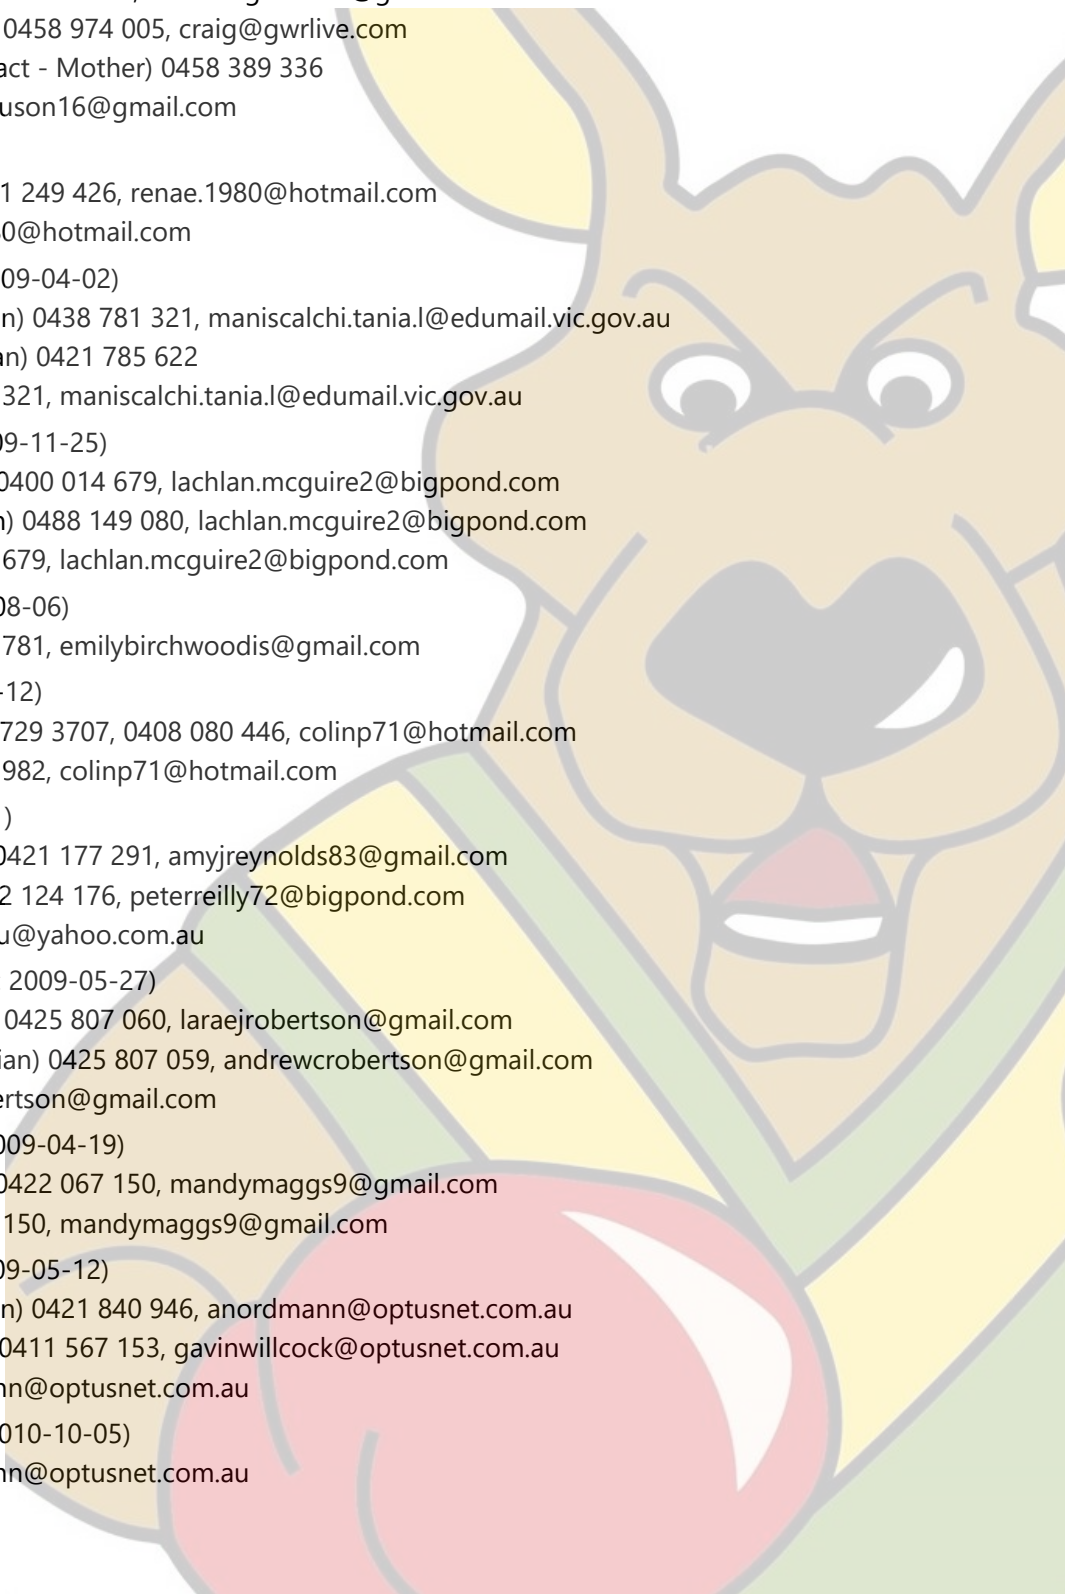 0458 974 005, craig@gwrlive.com
act - Mother) 0458 389 336
uson16@gmail.com
1 249 426, renae.1980@hotmail.com
0@hotmail.com
09-04-02)
n) 0438 781 321, maniscalchi.tania.l@edumail.vic.gov.au
an) 0421 785 622
321, maniscalchi.tania.l@edumail.vic.gov.au
09-11-25)
0400 014 679, lachlan.mcguire2@bigpond.com
n) 0488 149 080, lachlan.mcguire2@bigpond.com
679, lachlan.mcguire2@bigpond.com
08-06)
781, emilybirchwoodis@gmail.com
-12)
729 3707, 0408 080 446, colinp71@hotmail.com
982, colinp71@hotmail.com
)
0421 177 291, amyjreynolds83@gmail.com
2 124 176, peterreilly72@bigpond.com
u@yahoo.com.au
2009-05-27)
0425 807 060, laraejrobertson@gmail.com
ian) 0425 807 059, andrewcrobertson@gmail.com
ertson@gmail.com
009-04-19)
0422 067 150, mandymaggs9@gmail.com
150, mandymaggs9@gmail.com
09-05-12)
n) 0421 840 946, anordmann@optusnet.com.au
0411 567 153, gavinwillcock@optusnet.com.au
nn@optusnet.com.au
010-10-05)
nn@optusnet.com.au